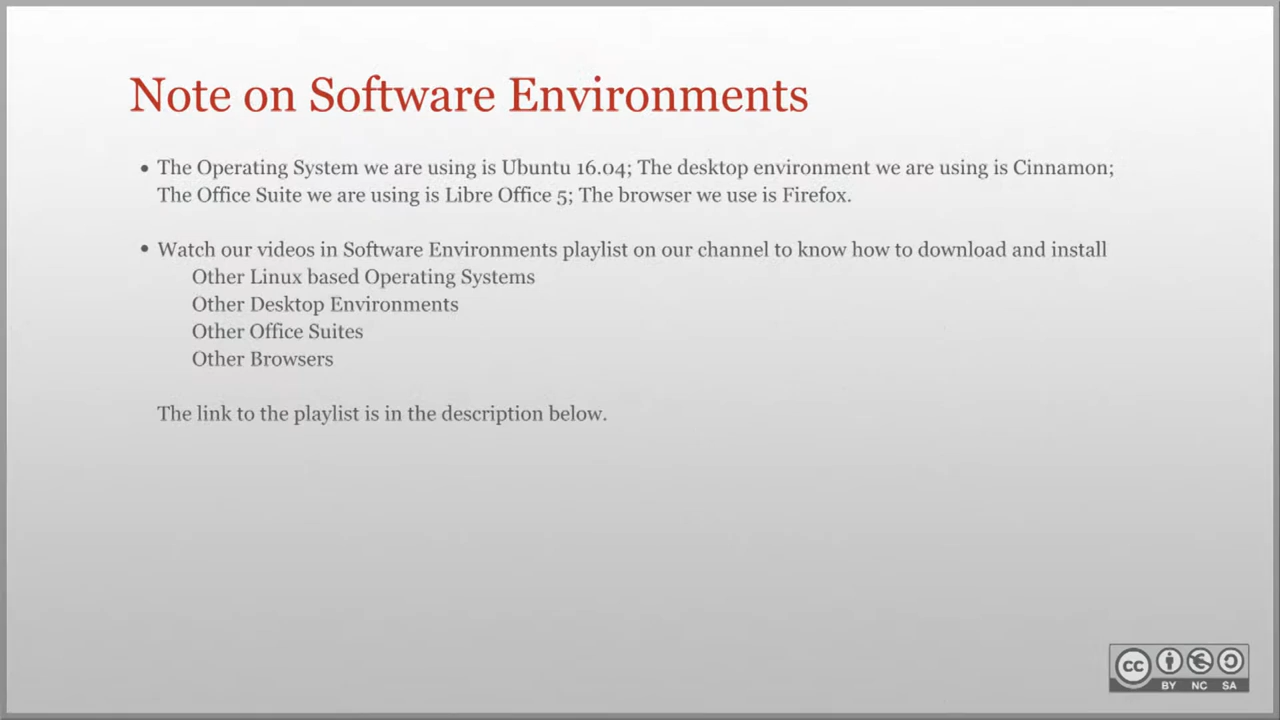 Note on Software Environments
• The Operating System we are using is Ubuntu 16.04; The desktop environment we are using is Cinnamon;
The Office Suite we are using is Libre Office 5; The browser we use is Firefox.
• Watch our videos in Software Environments playlist on our channel to know how to download and install
Other Linux based Operating Systems
Other Desktop Environments
Other Office Suites
Other Browsers
The link to the playlist is in the description below.
cc
BY NC SA